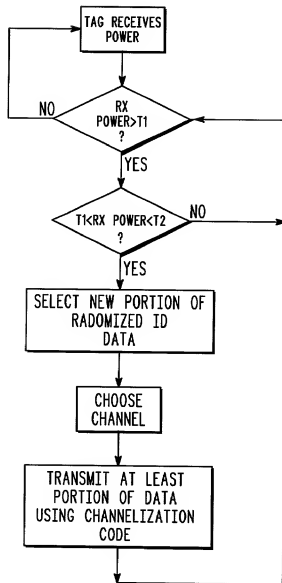 TAG RECEIVES
POWER
NO
RX
POWER>T1
?
YES
T1<RX POWER<T2
?
NO
YES
SELECT NEW PORTION OF
RADOMIZED ID
DATA
CHOOSE
CHANNEL
TRANSMIT AT LEAST
PORTION OF DATA
USING CHANNELIZATION
CODE